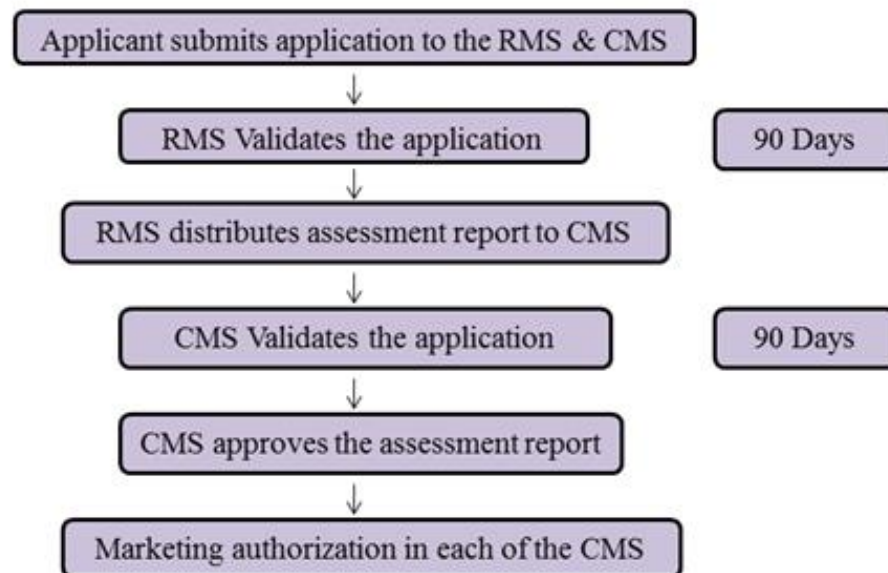 Applicant submits application to the RMS & CMS
RMS Validates the application
90 Days
RMS distributes assessment report to CMS
CMS Validates the application
90 Days
CMS approves the assessment report
Marketing authorization in each of the CMS